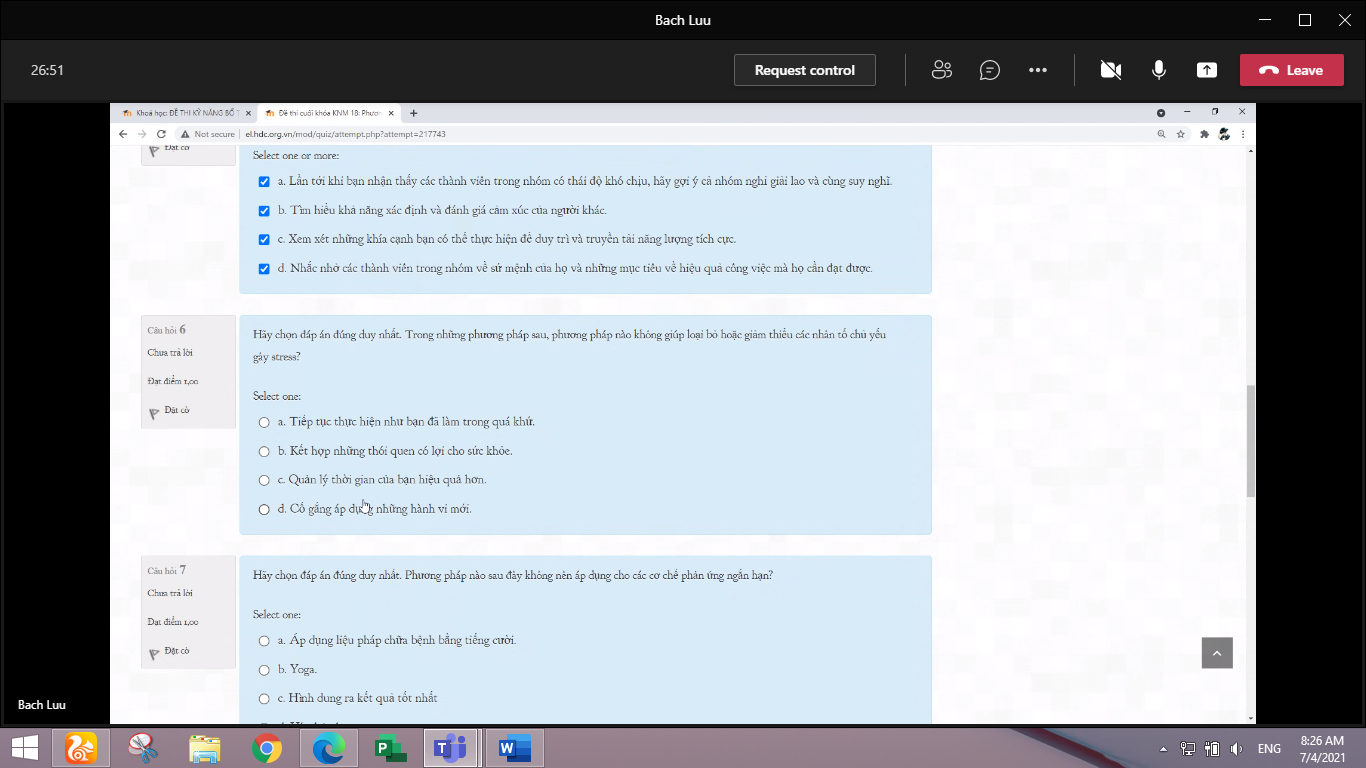 Bach Luu
26:51
Request control
Leave
Khoá học: ĐỀ THI KỸ NĂNG BỔ T
Đề thi cuối khóa KNM 18: Phươn
Not secure
el.hdc.org.vn/mod/quiz/attempt.php?attempt=217743
Đặt cờ
Select one or more:
a. Lần tới khi bạn nhận thấy các thành viên trong nhóm có thái độ khó chịu, hãy gợi ý cả nhóm nghỉ giải lao và cùng suy nghĩ.
b. Tìm hiểu khả năng xác định và đánh giá cảm xúc của người khác.
c. Xem xét những khía cạnh bạn có thể thực hiện để duy trì và truyền tải năng lượng tích cực.
d. Nhắc nhở các thành viên trong nhóm về sứ mệnh của họ và những mục tiêu về hiệu quả công việc mà họ cần đạt được.
Câu hỏi 6
Chưa trả lời
Đạt điểm 1,00
Đặt cờ
Hãy chọn đáp án đúng duy nhất. Trong những phương pháp sau, phương pháp nào không giúp loại bỏ hoặc giảm thiểu các nhân tố chủ yếu
gây stress?
Select one:
a. Tiếp tục thực hiện như bạn đã làm trong quá khứ.
b. Kết hợp những thói quen có lợi cho sức khỏe.
c. Quản lý thời gian của bạn hiệu quả hơn.
d. Cố gắng áp dụng những hành vi mới.
Câu hỏi 7
Chưa trả lời
Đạt điểm 1,00
Đặt cờ
Hãy chọn đáp án đúng duy nhất. Phương pháp nào sau đây không nên áp dụng cho các cơ chế phản ứng ngắn hạn?
Select one:
a. Áp dụng liệu pháp chữa bệnh bằng tiếng cười.
b. Yoga.
c. Hình dung ra kết quả tốt nhất
Bach Luu
ENG
8:26 AM
7/4/2021